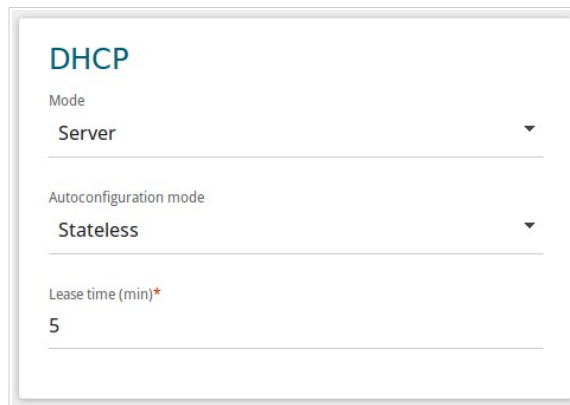 DHCP
Mode
Server
Autoconfiguration mode
Stateless
Lease time (min)*
5